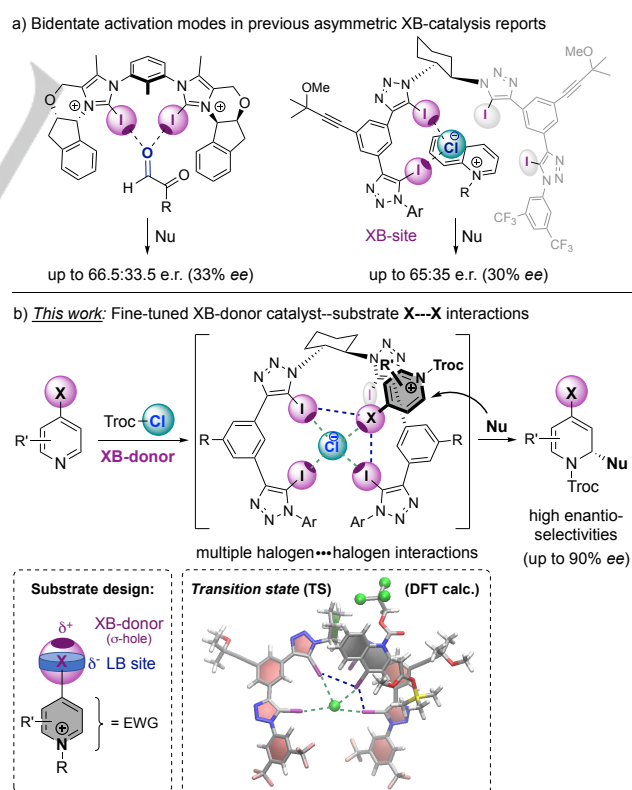 a) Bidentate activation modes in previous asymmetric XB-catalysis reports
O
N
N
⊕
I
I
N
N
⊕
O
O
H
O
R
Nu
up to 66.5:33.5 e.r. (33% ee)
MeO
N
N
N
N
N
N
OMe
I
I
Cl
⊖
I
N
⊕
R
N
N
N
Ar
I
N
N
N
CF3
CF3
XB-site
Nu
up to 65:35 e.r. (30% ee)
b) This work: Fine-tuned XB-donor catalyst--substrate X---X interactions
X
R'
N
Troc-Cl
XB-donor
N
N
N
N
N
N
R'
N
Troc
⊕
I
I
X
R
Cl
⊖
R
I
I
N
N
N
Ar
N
N
N
Ar
Nu
X
R'
N
Nu
Troc
multiple halogen•••halogen interactions
high enantio-
selectivities
(up to 90% ee)
Substrate design:
δ+
XB-donor
(σ-hole)
X
δ- LB site
R'
⊕
N
R
= EWG
Transition state (TS)
(DFT calc.)